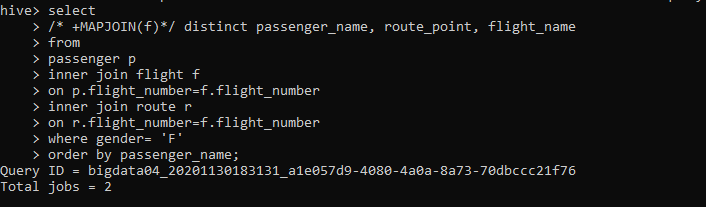 hive> select
    > /* +MAPJOIN(f)*/ distinct passenger_name, route_point, flight_name
    > from
    > passenger p
    > inner join flight f
    > on p.flight_number=f.flight_number
    > inner join route r
    > on r.flight_number=f.flight_number
    > where gender= 'F'
    > order by passenger_name;
Query ID = bigdata04_20201130183131_a1e057d9-4080-4a0a-8a73-70dbccc21f76
Total jobs = 2